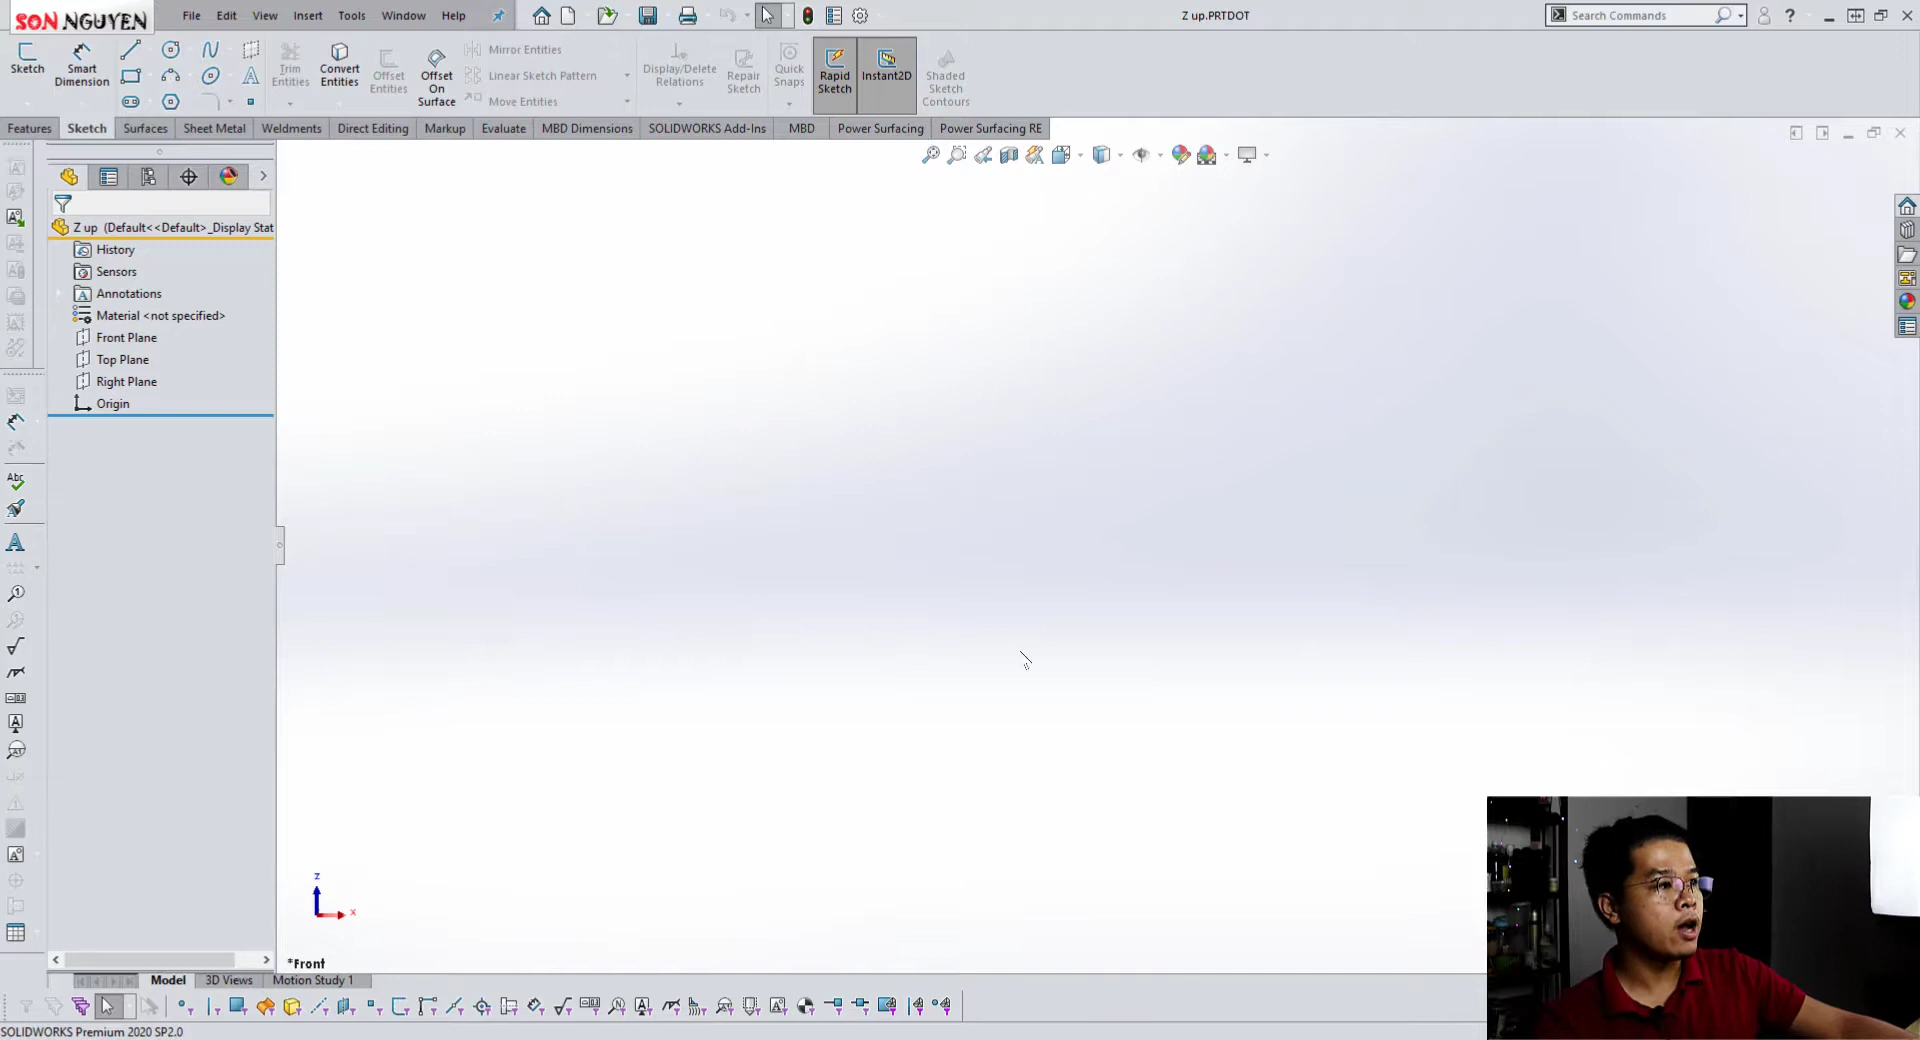 SON NGUYEN
File Edit View Insert Tools Window Help
Z up.PRTDOT
Search Commands
?
Sketch
Smart Dimension
Trim Entities
Convert Entities
Offset Entities
Offset On Surface
Mirror Entities
Linear Sketch Pattern
Move Entities
Display/Delete Relations
Repair Sketch
Quick Snaps
Rapid Sketch
Instant2D
Shaded Sketch Contours
Features Sketch Surfaces Sheet Metal Weldments Direct Editing Markup Evaluate MBD Dimensions SOLIDWORKS Add-Ins MBD Power Surfacing Power Surfacing RE
Z up (Default<<Default>_Display Stat
History
Sensors
Annotations
Material <not specified>
Front Plane
Top Plane
Right Plane
Origin
Abc
z
x
*Front
Model 3D Views Motion Study 1
SOLIDWORKS Premium 2020 SP2.0